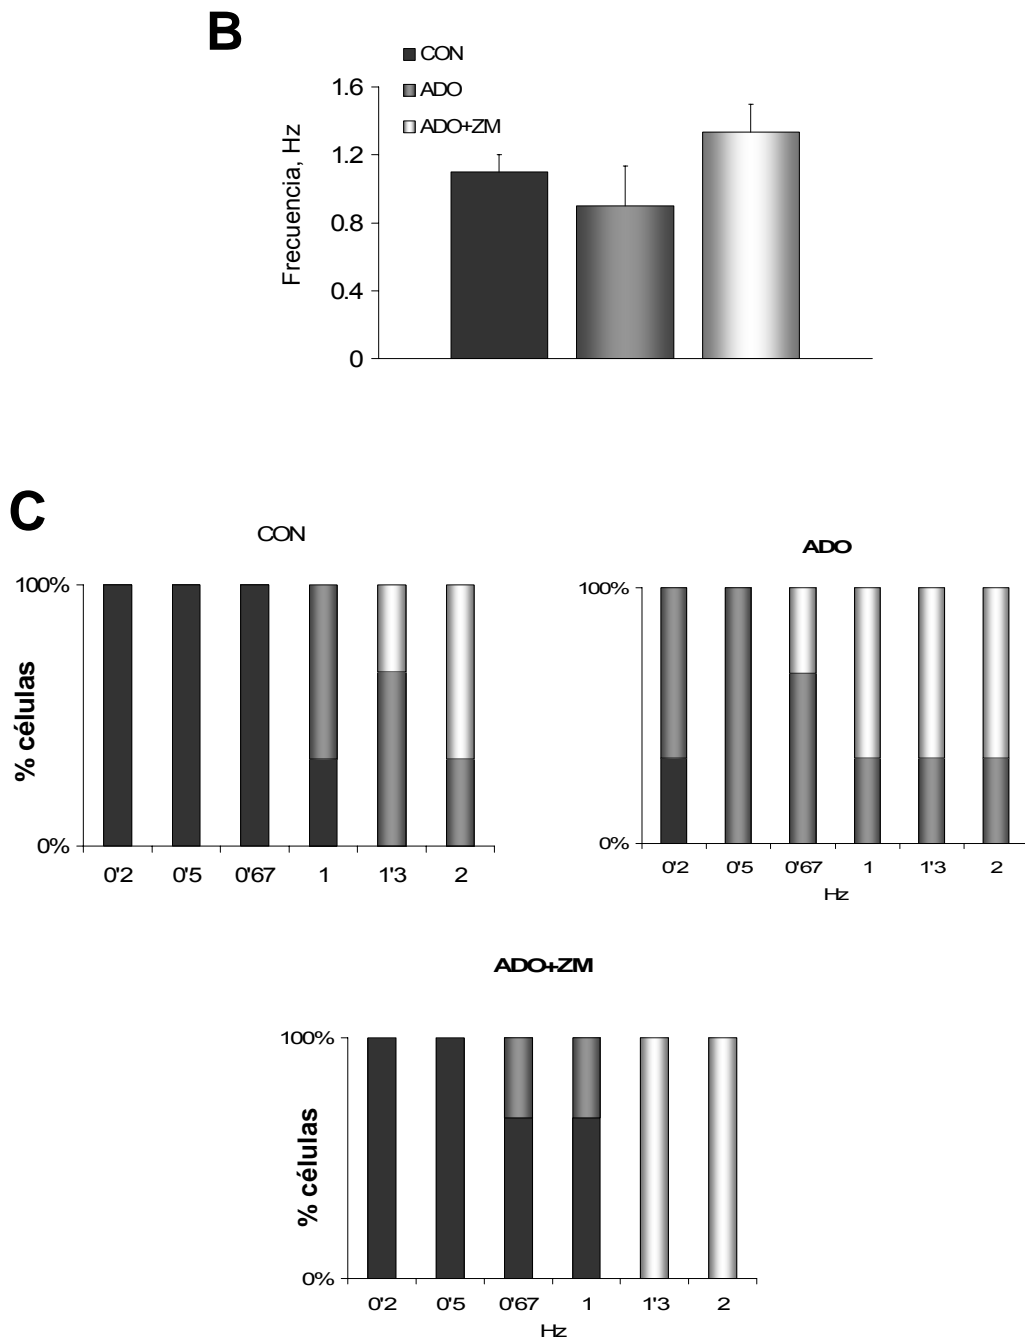 B
CON
ADO
ADO+ZM
Frecuencia, Hz
1.6
1.2
0.8
0.4
0
C
CON
% células
100%
0%
0'2 0'5 0'67 1 1'3 2
ADO
100%
0%
0'2 0'5 0'67 1 1'3 2
Hz
ADO+ZM
% células
100%
0%
0'2 0'5 0'67 1 1'3 2
Hz